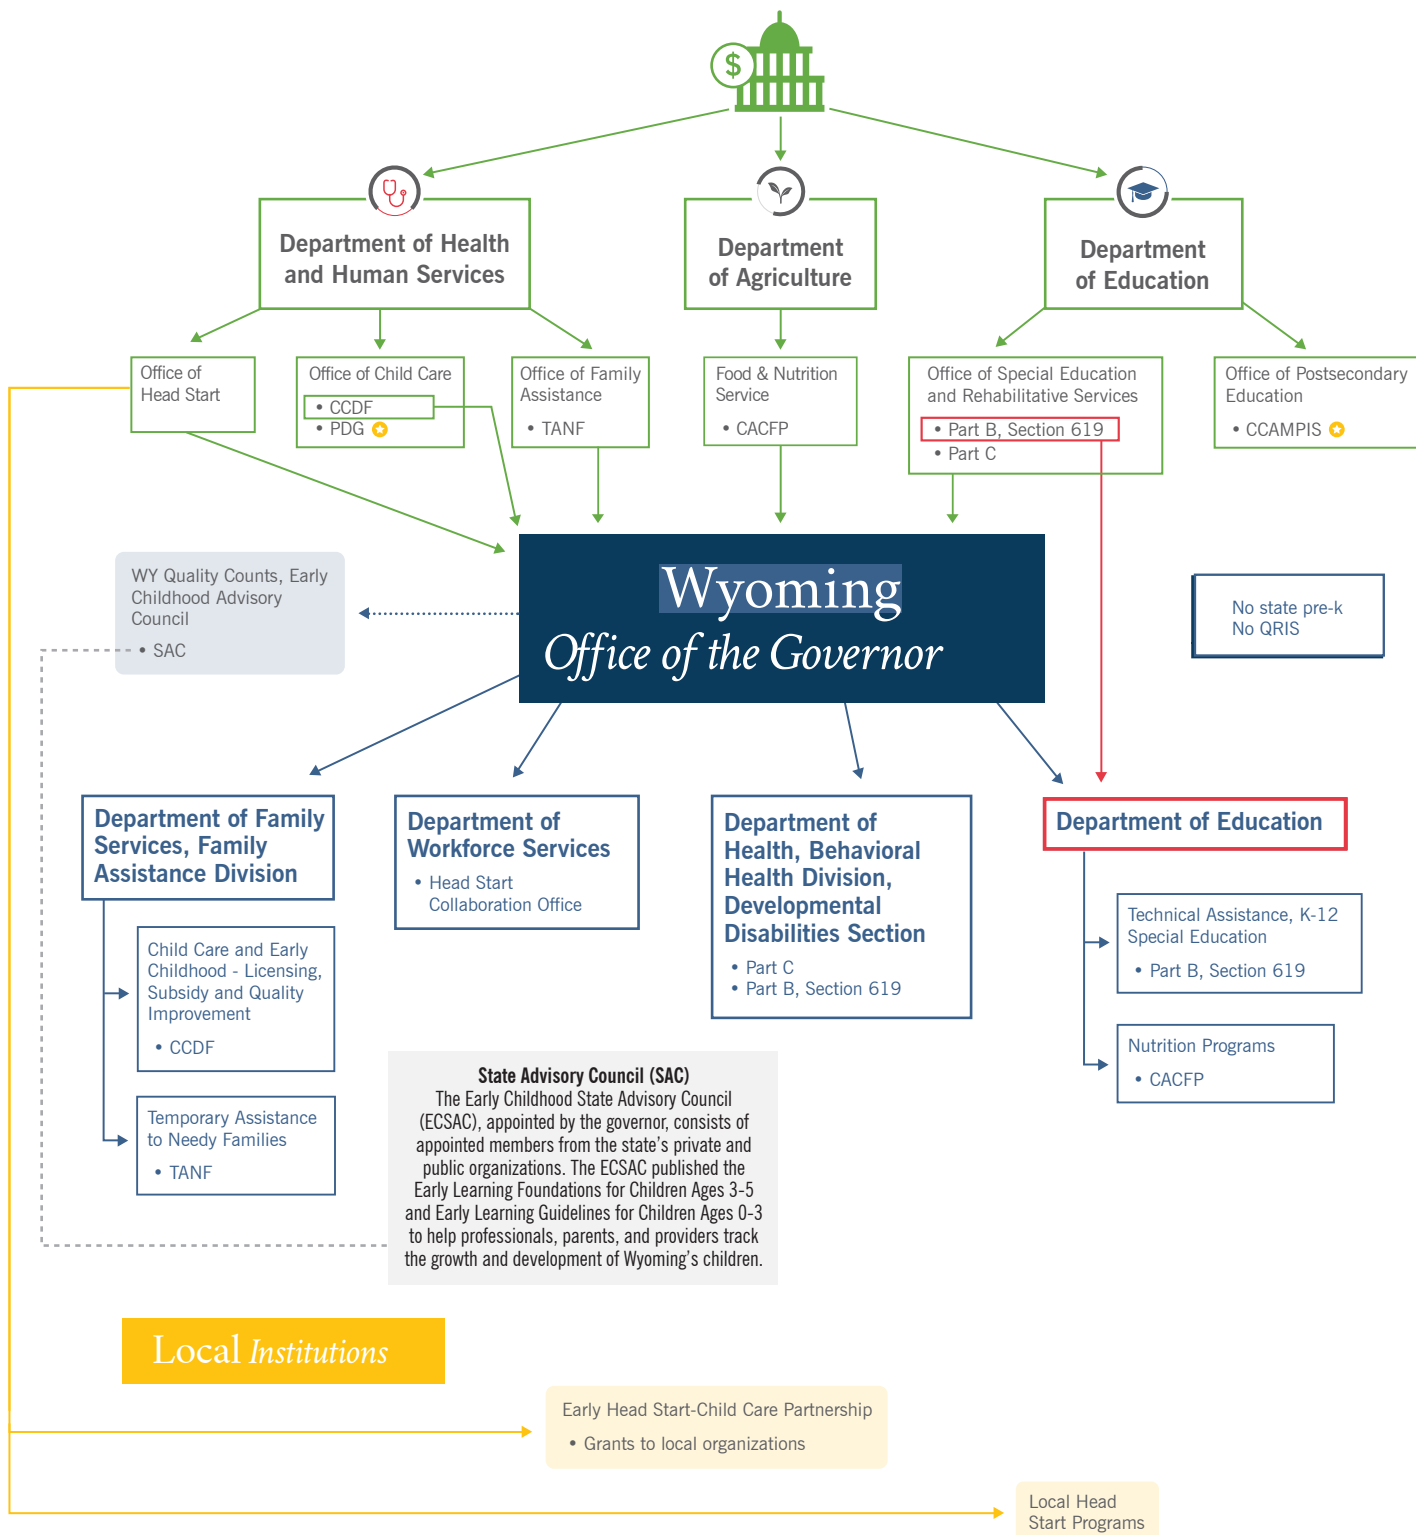 $
Department of Health
and Human Services
Department
of Agriculture
Department
of Education
Office of
Head Start
Office of Child Care
• CCDF
• PDG
Office of Family
Assistance
• TANF
Food & Nutrition
Service
• CACFP
Office of Special Education
and Rehabilitative Services
• Part B, Section 619
• Part C
Office of Postsecondary
Education
• CCAMPIS
WY Quality Counts, Early
Childhood Advisory
Council
• SAC
Wyoming
Office of the Governor
No state pre-k
No QRIS
Department of Family
Services, Family
Assistance Division
Child Care and Early
Childhood - Licensing,
Subsidy and Quality
Improvement
• CCDF
Temporary Assistance
to Needy Families
• TANF
Department of
Workforce Services
• Head Start
Collaboration Office
Department of
Health, Behavioral
Health Division,
Developmental
Disabilities Section
• Part C
• Part B, Section 619
Department of Education
Technical Assistance, K-12
Special Education
• Part B, Section 619
Nutrition Programs
• CACFP
State Advisory Council (SAC)
The Early Childhood State Advisory Council
(ECSAC), appointed by the governor, consists of
appointed members from the state's private and
public organizations. The ECSAC published the
Early Learning Foundations for Children Ages 3-5
and Early Learning Guidelines for Children Ages 0-3
to help professionals, parents, and providers track
the growth and development of Wyoming's children.
Local Institutions
Early Head Start-Child Care Partnership
• Grants to local organizations
Local Head
Start Programs